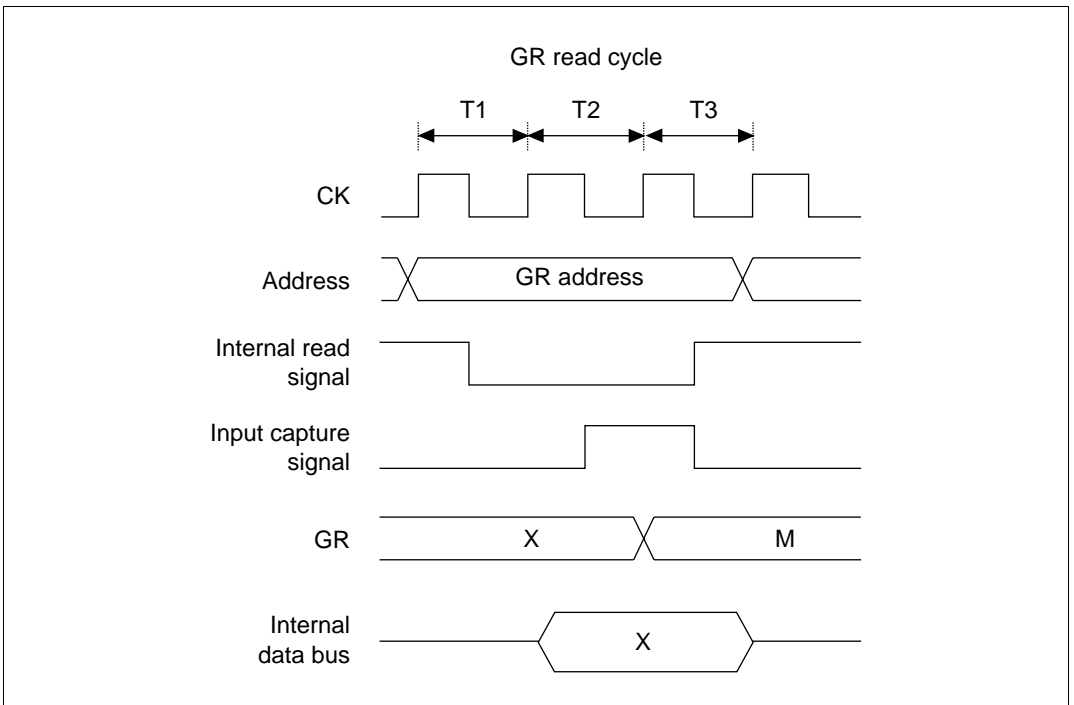 GR read cycle
T1 T2 T3
CK
Address GR address
Internal read
signal
Input capture
signal
GR X M
Internal
data bus X